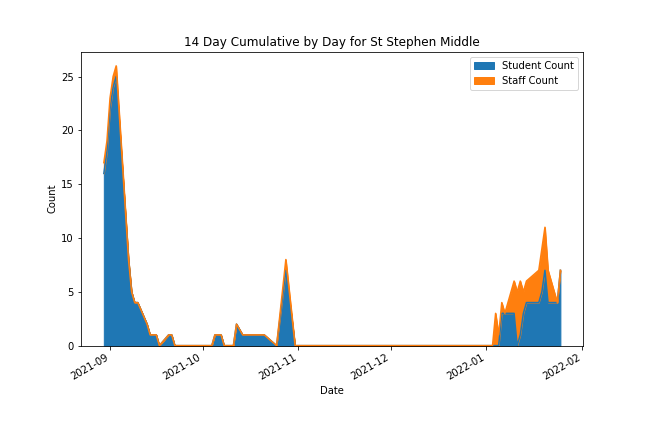 14 Day Cumulative by Day for St Stephen Middle
Student Count
Staff Count
25
20
15
10
5
0
Count
2021-09
2021-10
2021-11
2021-12
2022-01
2022-02
Date